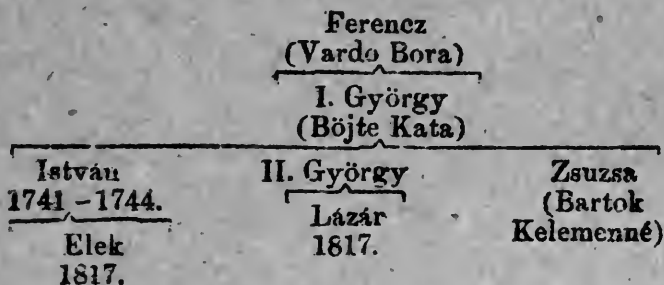 Ferencz
(Vardo Bora)
I. György
(Böjte Kata)
István II. György Zsuzsa
1741 – 1744. Lázár (Bartok
Elek 1817. Kelemenné)
1817.